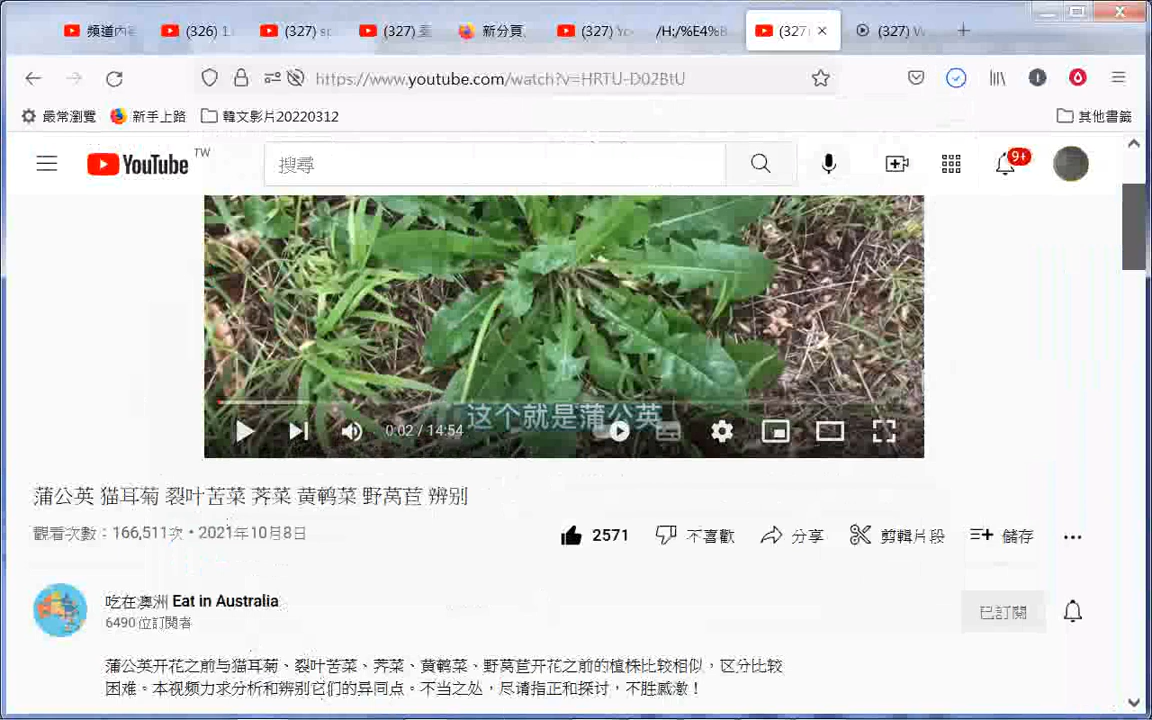 頻道內容
(326) 1
(327) sp
(327)
新分頁
(327) Yo
/H:/%E4%B
(327
(327) W
https://www.youtube.com/watch?v=HRTU-D02BtU
最常瀏覽 新手上路 韓文影片20220312 其他書籤
YouTube TW
搜尋
9+
这个就是蒲公英
0:02 / 14:54
蒲公英 猫耳菊 裂叶苦菜 荠菜 黄鹌菜 野莴苣 辨别
觀看次數：166,511次 • 2021年10月8日
2571 不喜歡 分享 剪輯片段 儲存
吃在澳洲 Eat in Australia
6490 位訂閱者
已訂閱
蒲公英开花之前与猫耳菊、裂叶苦菜、荠菜、黄鹌菜、野莴苣开花之前的植株比较相似，区分比较
困难。本视频力求分析和辨别它们的异同点。不当之处，尽请指正和探讨，不胜感激！